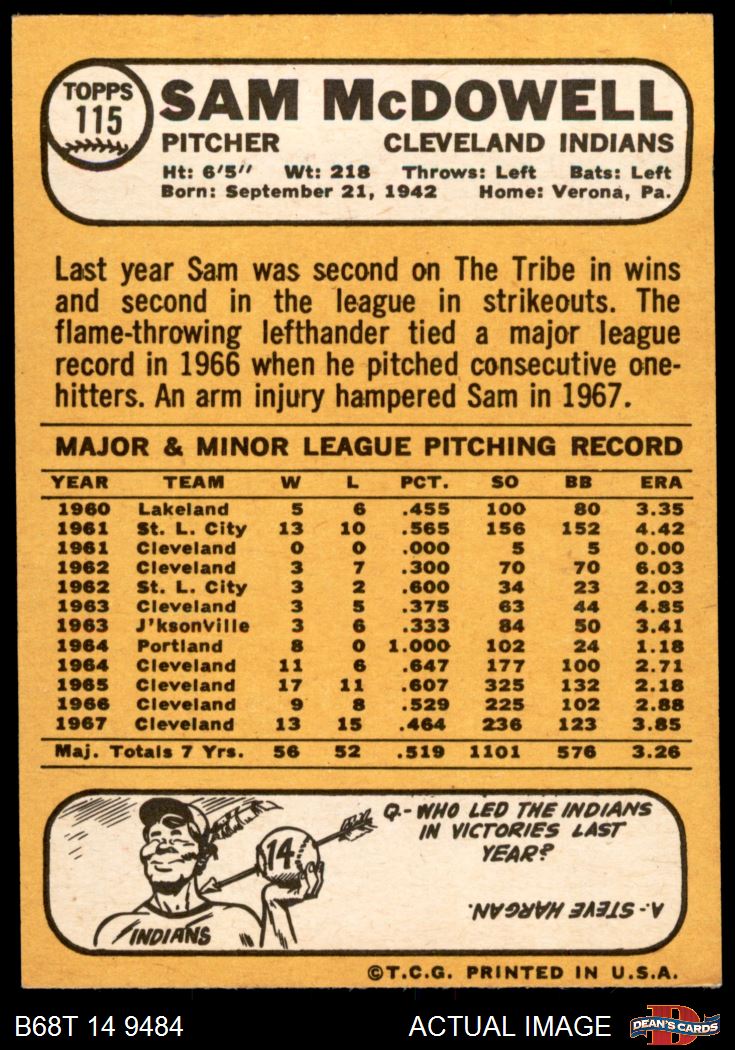 TOPPS
115
SAM McDOWELL
PITCHER CLEVELAND INDIANS
Ht: 6'5" Wt: 218 Throws: Left Bats: Left
Born: September 21, 1942 Home: Verona, Pa.
Last year Sam was second on The Tribe in wins
and second in the league in strikeouts. The
flame-throwing lefthander tied a major league
record in 1966 when he pitched consecutive one-
hitters. An arm injury hampered Sam in 1967.
MAJOR & MINOR LEAGUE PITCHING RECORD
YEAR TEAM W L PCT. SO BB ERA
1960 Lakeland 5 6 .455 100 80 3.35
1961 St. L. City 13 10 .565 156 152 4.42
1961 Cleveland 0 0 .000 5 5 0.00
1962 Cleveland 3 7 .300 70 70 6.03
1962 St. L. City 3 2 .600 34 23 2.03
1963 Cleveland 3 5 .375 63 44 4.85
1963 J'ksonville 3 6 .333 84 50 3.41
1964 Portland 8 0 1.000 102 24 1.18
1964 Cleveland 11 6 .647 177 100 2.71
1965 Cleveland 17 11 .607 325 132 2.18
1966 Cleveland 9 8 .529 225 102 2.88
1967 Cleveland 13 15 .464 236 123 3.85
Maj. Totals 7 Yrs. 56 52 .519 1101 576 3.26
Q.- WHO LED THE INDIANS
IN VICTORIES LAST
YEAR?
14
A.- STEVE HARGAN.
INDIANS
©T.C.G. PRINTED IN U.S.A.
B68T 14 9484 ACTUAL IMAGE
D
DEAN'S CARDS